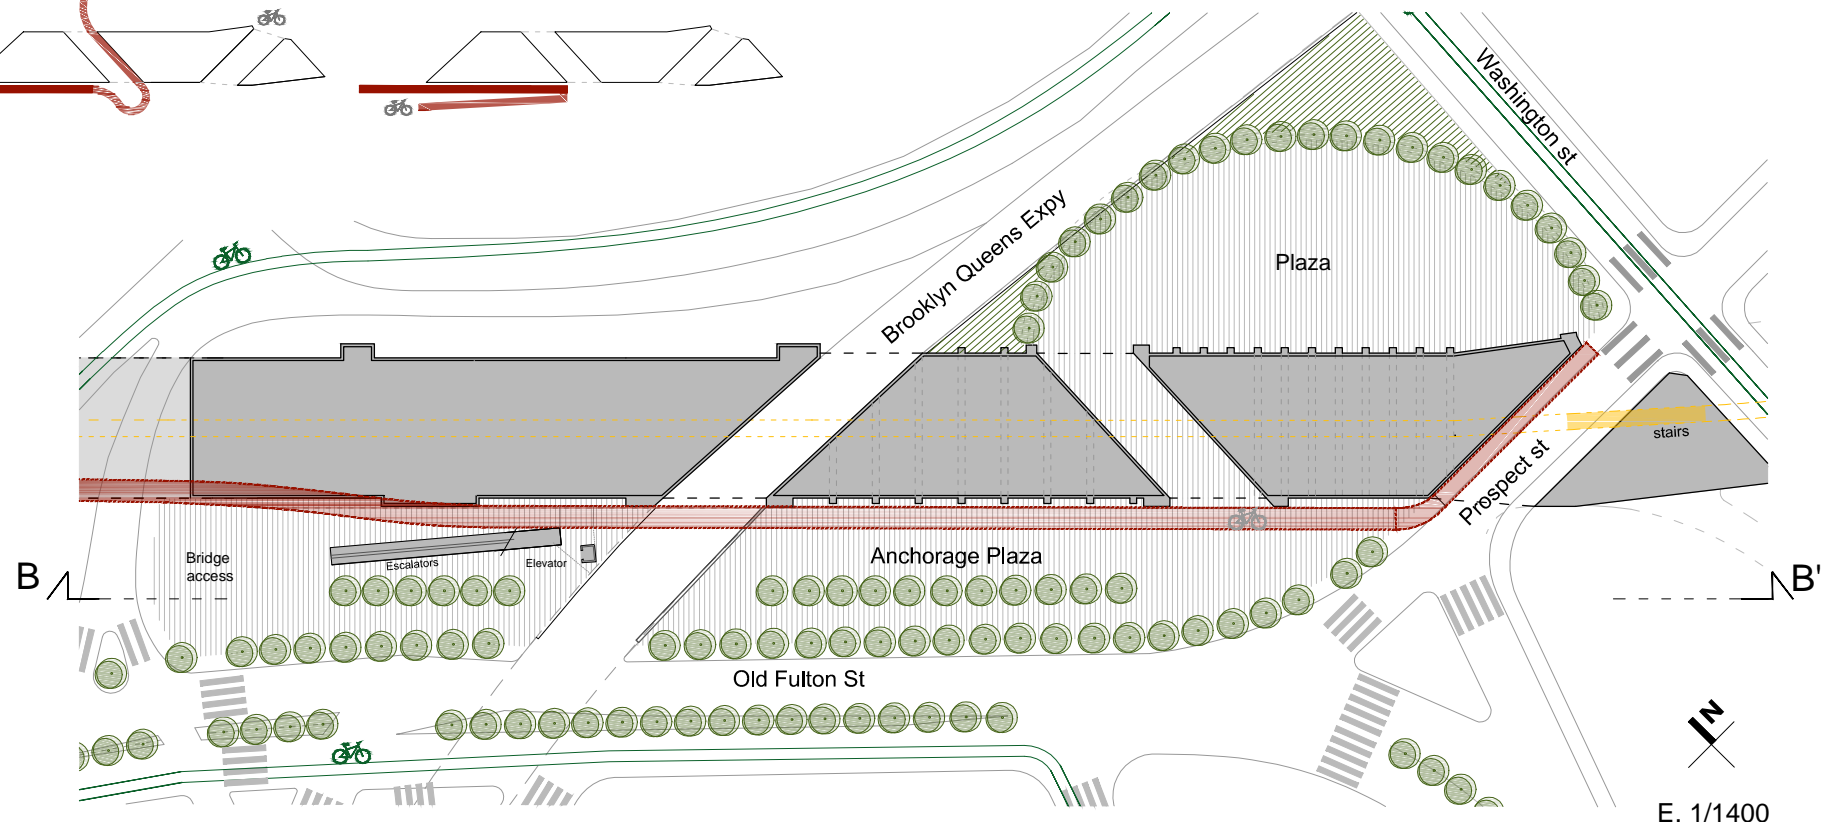 Washington st
Brooklyn Queens Expy
Plaza
stairs
Prospect st
Bridge
access
Escalators
Elevator
Anchorage Plaza
B
B'
Old Fulton St
N
E. 1/1400